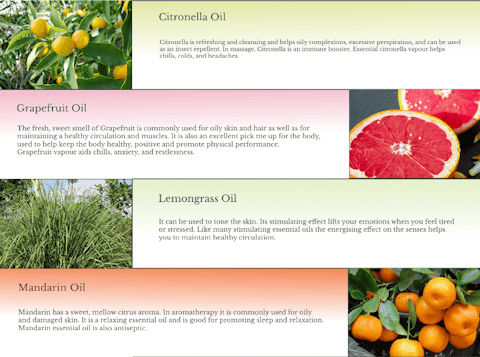 Citronella Oil
Citronella is refreshing and cleansing and helps oily complexions, excessive perspiration, and can be used
as an insect repellent. In massage, Citronella is an immune booster. Essential citronella vapour helps
chills, colds, and headaches.
Grapefruit Oil
The fresh, sweet smell of Grapefruit is commonly used for oily skin and hair as well as for
maintaining a healthy circulation and muscles. It is also an excellent pick me up for the body,
used to help keep the body healthy, positive and promote physical performance.
Grapefruit vapour aids chills, anxiety, and restlessness.
Lemongrass Oil
It can be used to tone the skin. Its stimulating effect lifts your emotions when you feel tired
or stressed. Like many stimulating essential oils the energising effect on the senses helps
you to maintain healthy circulation.
Mandarin Oil
Mandarin has a sweet, mellow citrus aroma. In aromatherapy it is commonly used for oily
and damaged skin. It is a relaxing essential oil and is good for promoting sleep and relaxation.
Mandarin essential oil is also antiseptic.